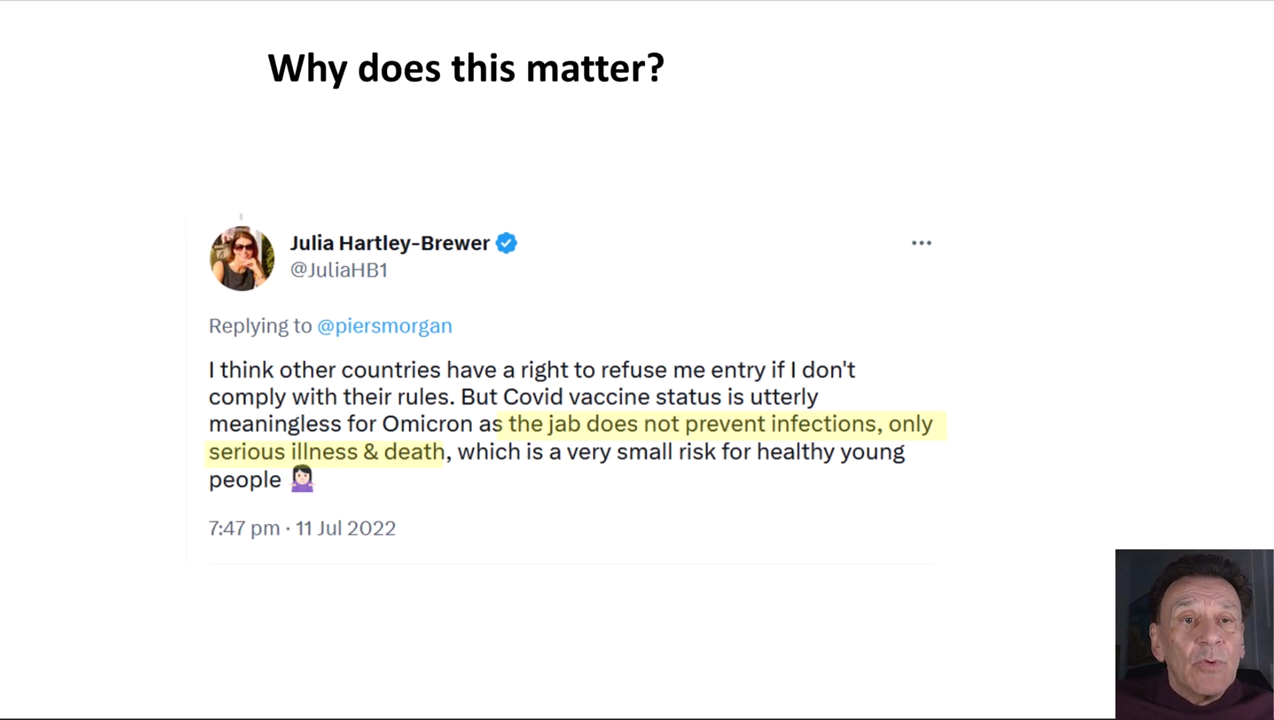 Why does this matter?
Julia Hartley-Brewer
@JuliaHB1
Replying to @piersmorgan
I think other countries have a right to refuse me entry if I don't
comply with their rules. But Covid vaccine status is utterly
meaningless for Omicron as the jab does not prevent infections, only
serious illness & death, which is a very small risk for healthy young
people 🤷🏻‍♀️
7:47 pm · 11 Jul 2022